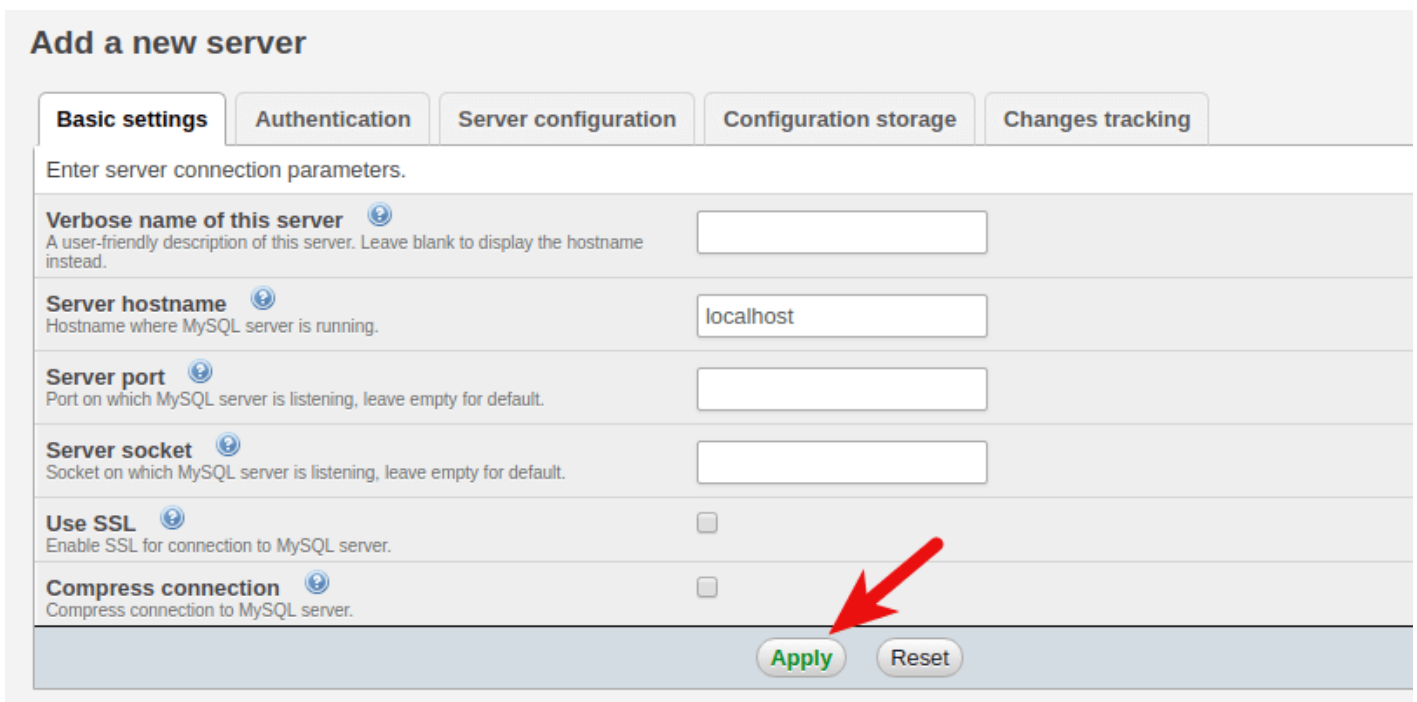 Add a new server
Basic settings
Authentication
Server configuration
Configuration storage
Changes tracking
Enter server connection parameters.
Verbose name of this server
A user-friendly description of this server. Leave blank to display the hostname
instead.
Server hostname
Hostname where MySQL server is running.
localhost
Server port
Port on which MySQL server is listening, leave empty for default.
Server socket
Socket on which MySQL server is listening, leave empty for default.
Use SSL
Enable SSL for connection to MySQL server.
Compress connection
Compress connection to MySQL server.
Apply
Reset